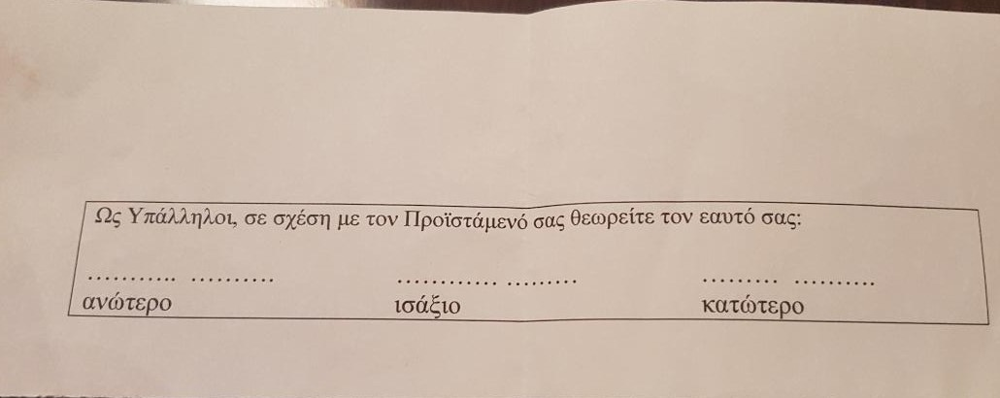 Ως Υπάλληλοι, σε σχέση με τον Προϊστάμενό σας θεωρείτε τον εαυτό σας:
……….. ………. ………… ……… ……… ……….
ανώτερο ισάξιο κατώτερο